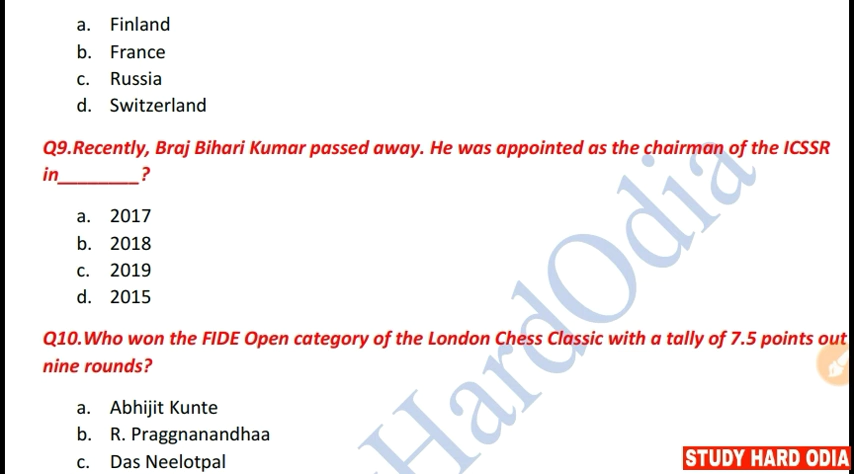 a. Finland
b. France
c. Russia
d. Switzerland
Q9.Recently, Braj Bihari Kumar passed away. He was appointed as the chairman of the ICSSR
in________?
a. 2017
b. 2018
c. 2019
d. 2015
Q10.Who won the FIDE Open category of the London Chess Classic with a tally of 7.5 points out
nine rounds?
a. Abhijit Kunte
b. R. Praggnanandhaa
c. Das Neelotpal
HardOdia
STUDY HARD ODIA